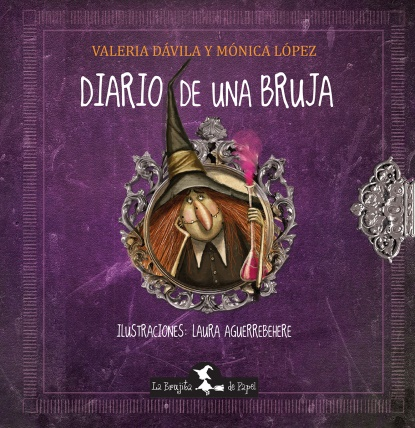 VALERIA DÁVILA Y MÓNICA LÓPEZ
DIARIO DE UNA BRUJA
ILUSTRACIONES: LAURA AGUERREBEHERE
La Brujita de Papel